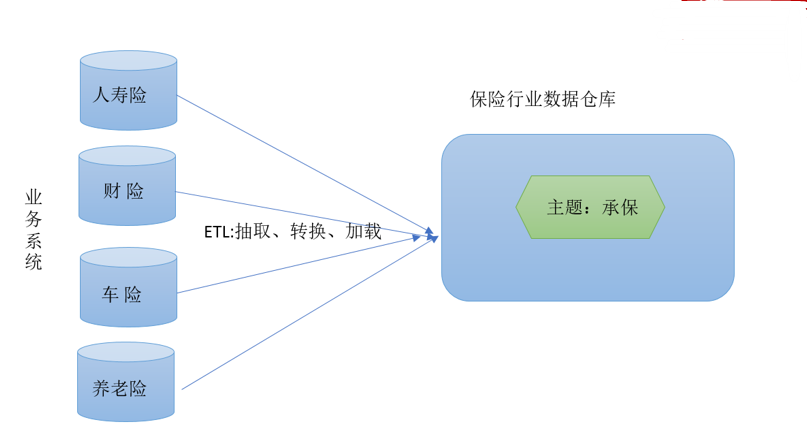 人寿险
保险行业数据仓库
财 险
业务系统
主题：承保
ETL:抽取、转换、加载
车 险
养老险